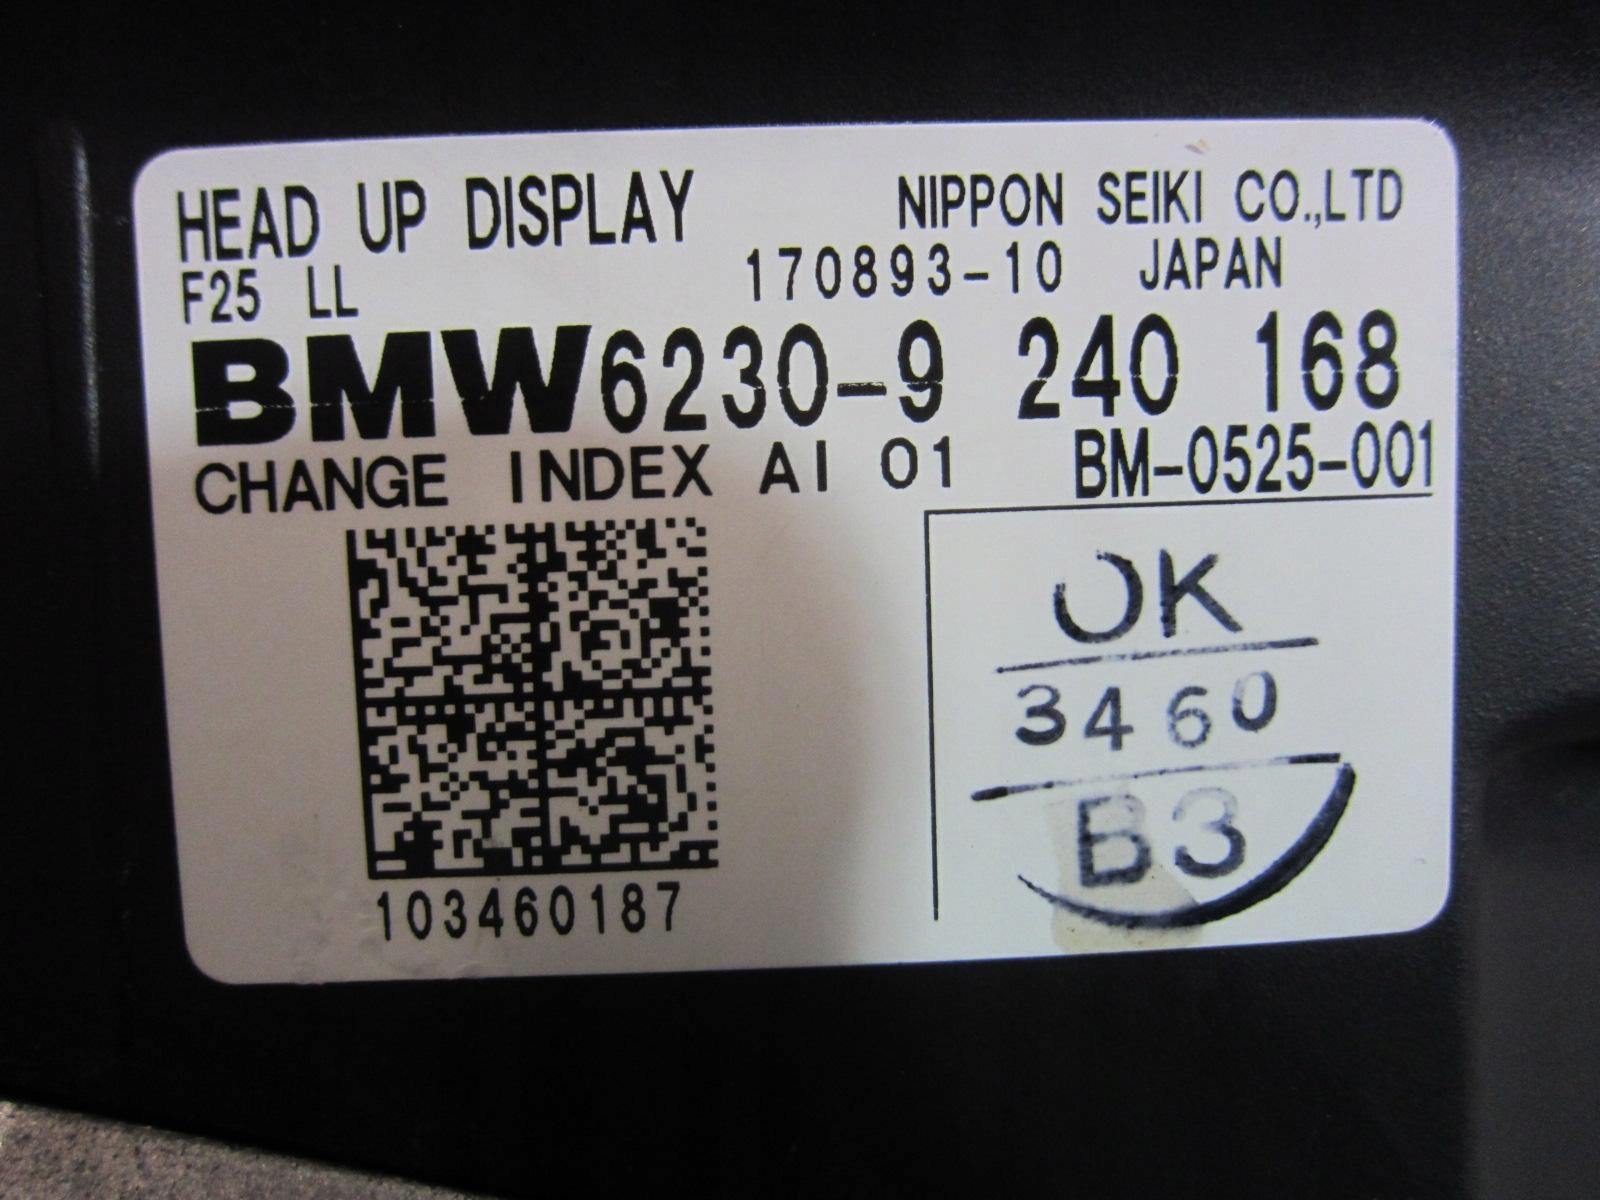 HEAD UP DISPLAY NIPPON SEIKI CO.,LTD
F25 LL 170893-10 JAPAN
BMW6230-9 240 168
CHANGE INDEX AI 01 BM-0525-001
OK
3460
B3
103460187